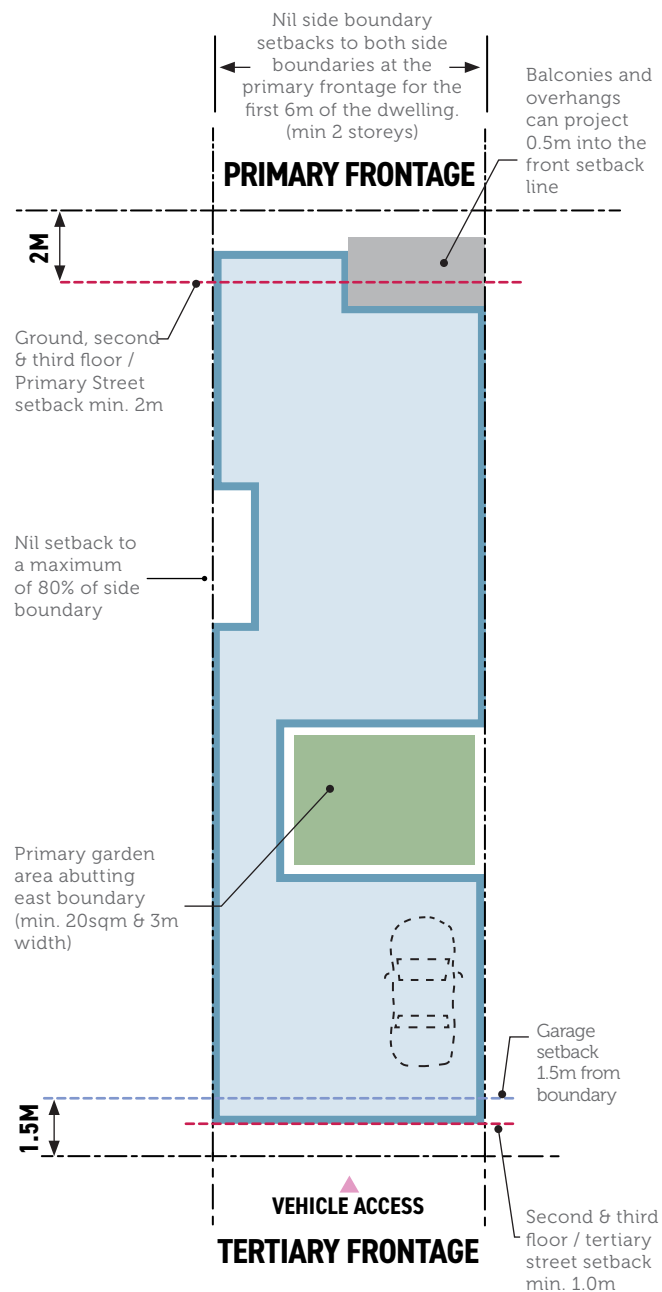 Nil side boundary
setbacks to both side
boundaries at the
primary frontage for the
first 6m of the dwelling.
(min 2 storeys)
Balconies and
overhangs
can project
0.5m into the
front setback
line
PRIMARY FRONTAGE
2M
Ground, second
& third floor /
Primary Street
setback min. 2m
Nil setback to
a maximum
of 80% of side
boundary
Primary garden
area abutting
east boundary
(min. 20sqm & 3m
width)
Garage
setback
1.5m from
boundary
1.5M
VEHICLE ACCESS
TERTIARY FRONTAGE
Second & third
floor / tertiary
street setback
min. 1.0m